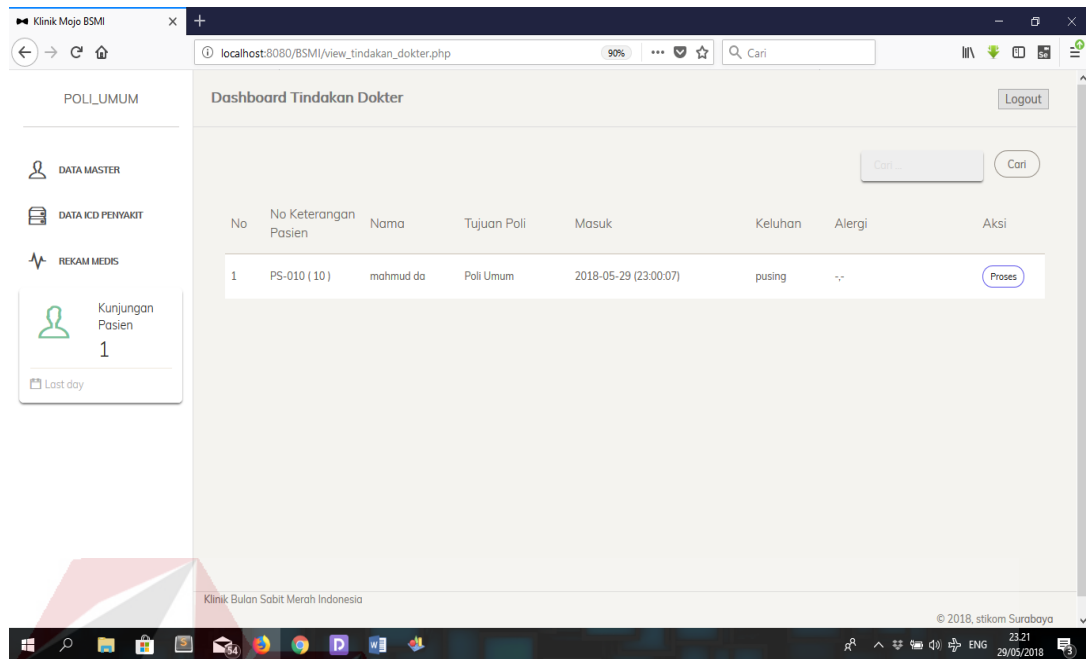 Klinik Mojo BSMI
localhost:8080/BSMI/view_tindakan_dokter.php
90%
Cari
POLI_UMUM
Dashboard Tindakan Dokter
Logout
DATA MASTER
DATA ICD PENYAKIT
REKAM MEDIS
Kunjungan
Pasien
1
Last day
Cari...
Cari
No No Keterangan Pasien Nama Tujuan Poli Masuk Keluhan Alergi Aksi
1 PS-010 ( 10 ) mahmud da Poli Umum 2018-05-29 (23:00:07) pusing -,- Proses
Klinik Bulan Sabit Merah Indonesia
© 2018, stikom Surabaya
64
ENG
23.21
29/05/2018
3